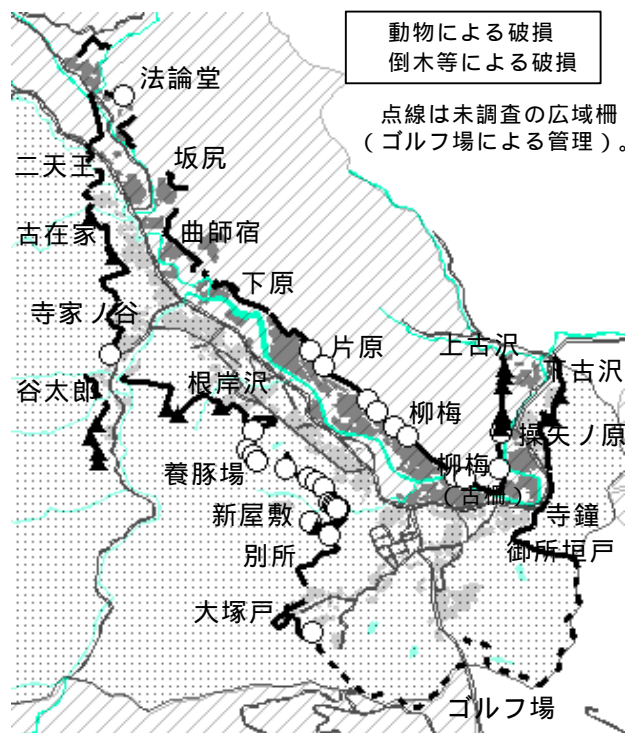 動物による破損
倒木等による破損
点線は未調査の広域柵
(ゴルフ場による管理)。
法論堂
坂尻
二天王
古在家
曲師宿
下原
寺家ノ谷
片原
上古沢
下古沢
谷太郎
根岸沢
柳梅
操矢ノ原
養豚場
柳梅
(古柵)
新屋敷
寺鐘
別所
御所垣戸
大塚戸
ゴルフ場